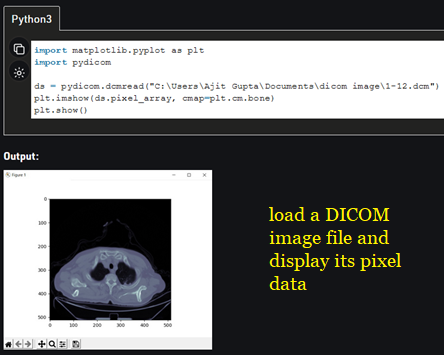 Python3
import matplotlib.pyplot as plt
import pydicom
ds = pydicom.dcmread("C:\Users\Ajit Gupta\Documents\dicom image\1-12.dcm")
plt.imshow(ds.pixel_array, cmap=plt.cm.bone)
plt.show()
Output:
Figure 1
0
100
200
300
400
500
0 100 200 300 400 500
load a DICOM
image file and
display its pixel
data